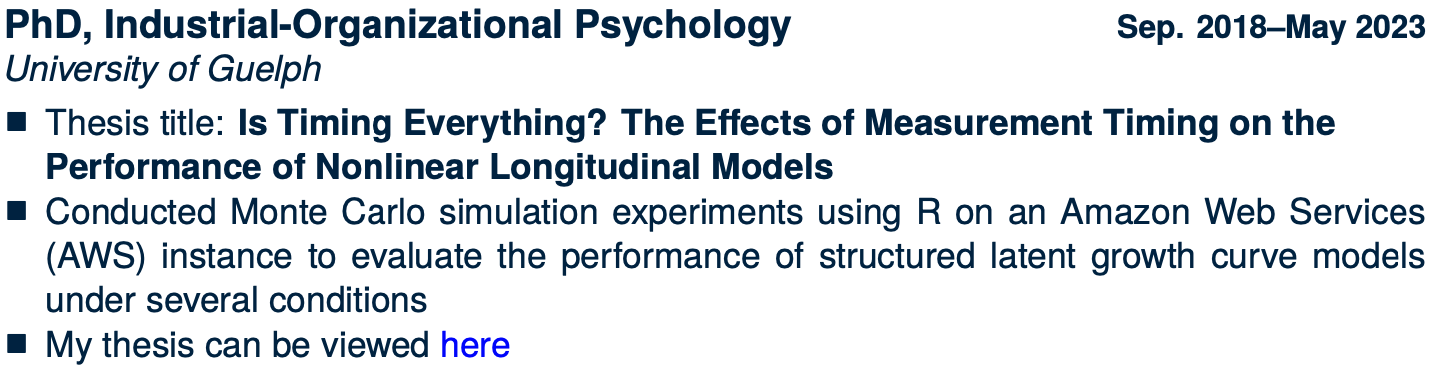 PhD, Industrial-Organizational Psychology Sep. 2018–May 2023
University of Guelph
■ Thesis title: Is Timing Everything? The Effects of Measurement Timing on the
Performance of Nonlinear Longitudinal Models
■ Conducted Monte Carlo simulation experiments using R on an Amazon Web Services
(AWS) instance to evaluate the performance of structured latent growth curve models
under several conditions
■ My thesis can be viewed here